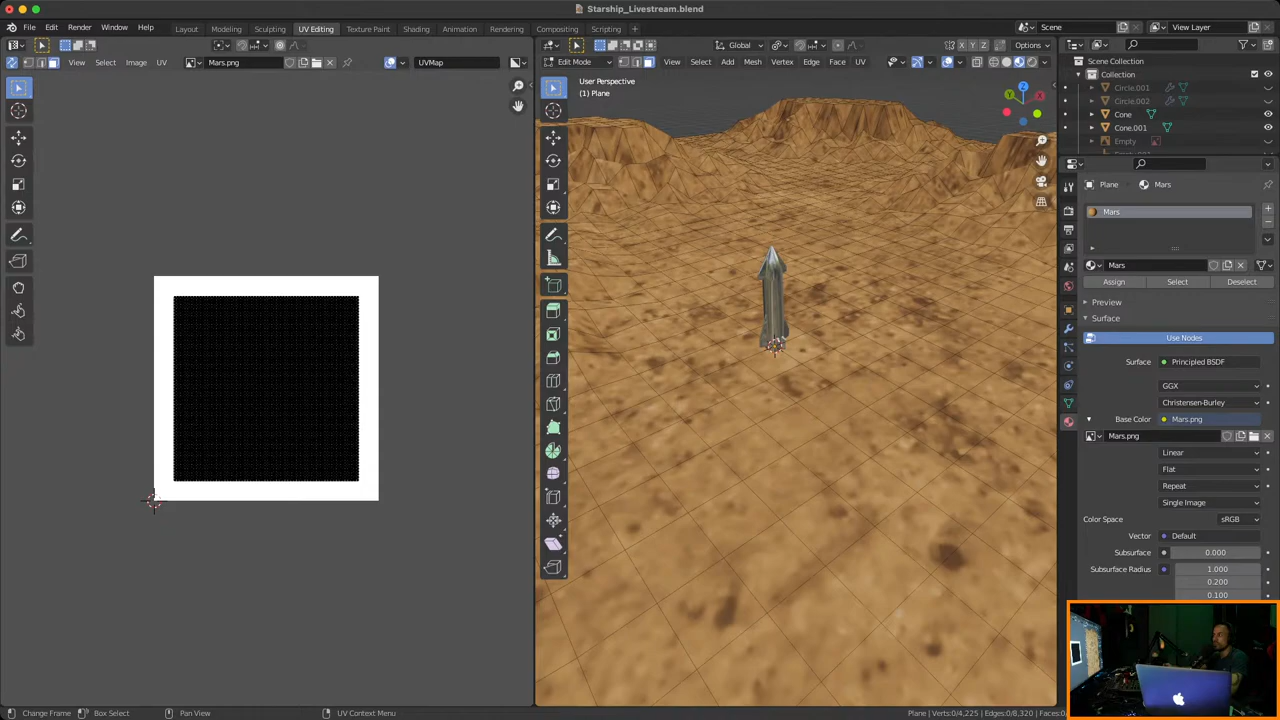 Starship_Livestream.blend
File Edit Render Window Help Layout Modeling Sculpting UV Editing Texture Paint Shading Animation Rendering Compositing Scripting Scene View Layer
Global Options
View Select Image UV Mars.png UVMap Edit Mode View Select Add Mesh Vertex Edge Face UV X Y Z
User Perspective
(1) Plane
Z
Y
X
Scene Collection
Collection
Circle.001
Circle.002
Cone
Cone.001
Empty
Plane Mars
Mars
Mars
Assign Select Deselect
Preview
Surface
Use Nodes
Surface Principled BSDF
GGX
Christensen-Burley
Base Color Mars.png
Mars.png
Linear
Flat
Repeat
Single Image
Color Space sRGB
Vector Default
Subsurface 0.000
Subsurface Radius 1.000
0.200
0.100
Change Frame Box Select Pan View UV Context Menu Plane | Verts:0/4,225 | Edges:0/8,320 | Faces:0